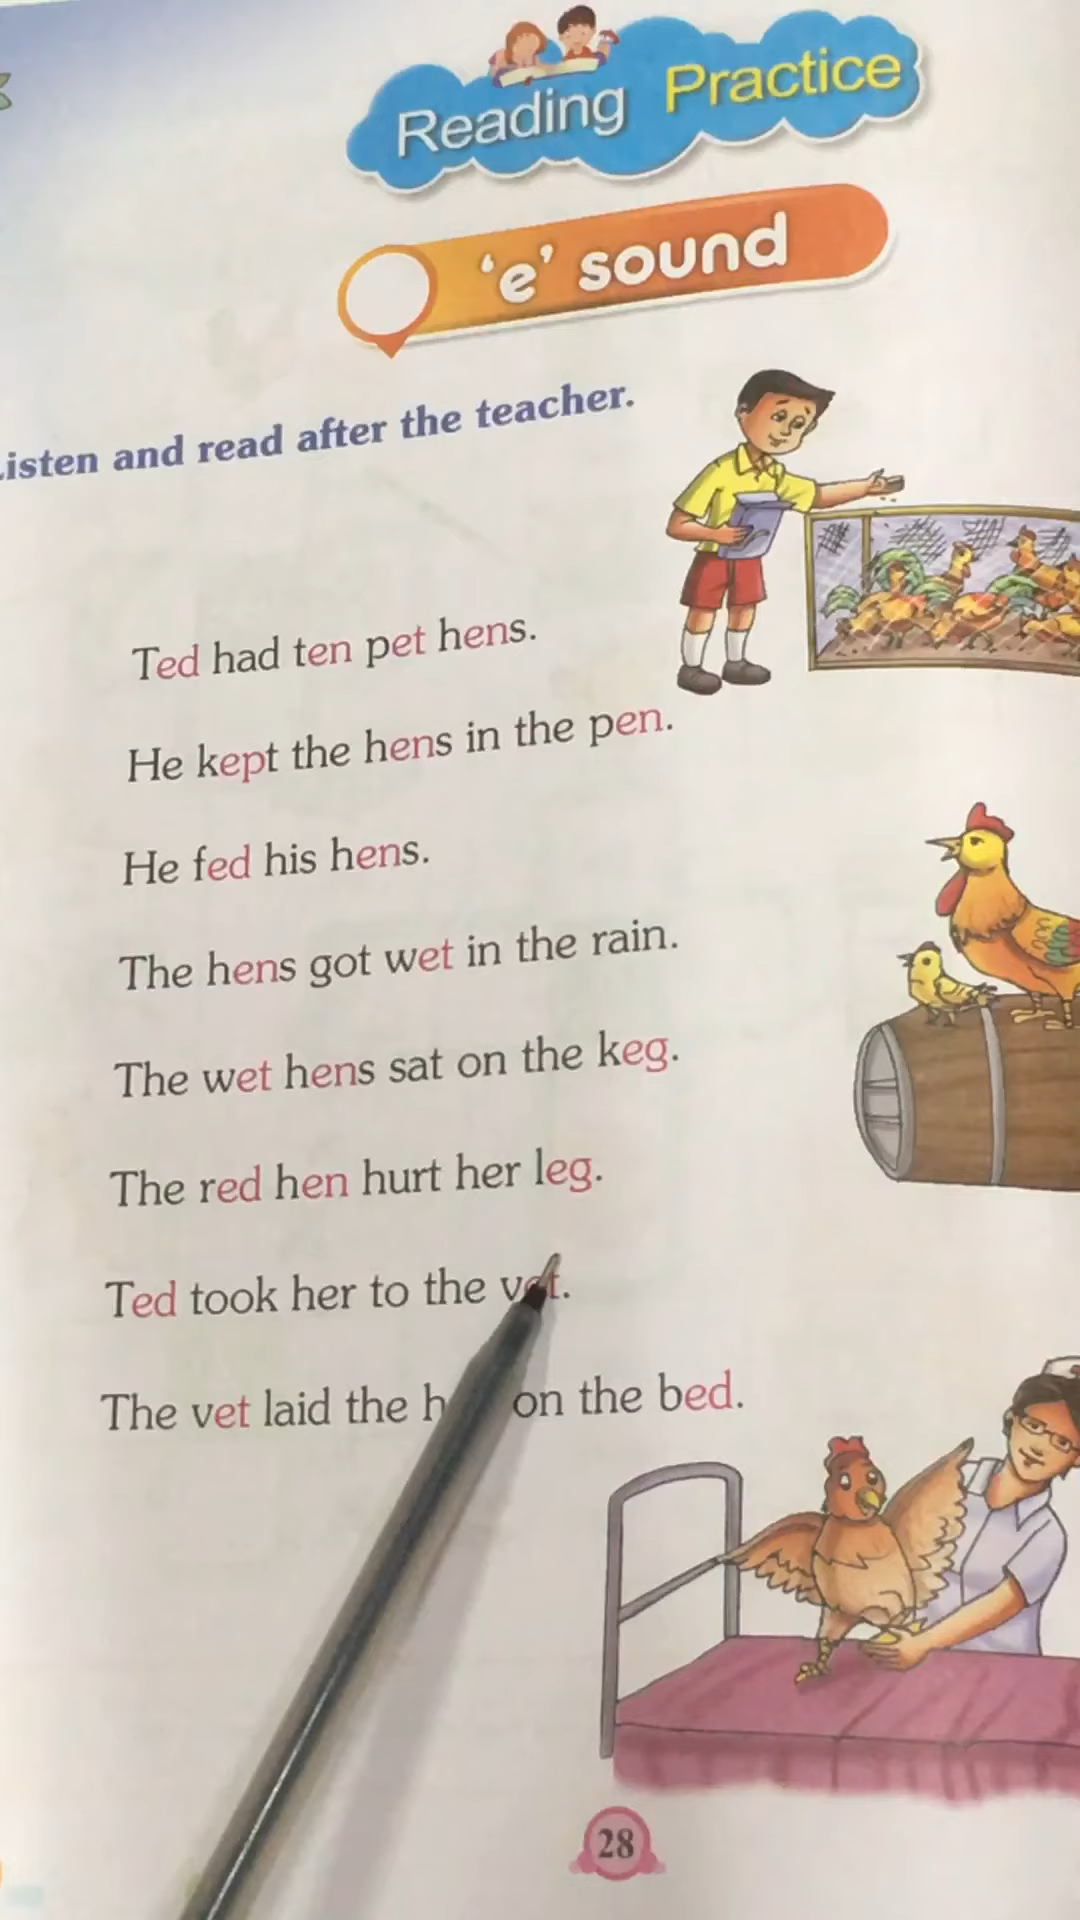 Reading Practice
'e' sound
Listen and read after the teacher.
Ted had ten pet hens.
He kept the hens in the pen.
He fed his hens.
The hens got wet in the rain.
The wet hens sat on the keg.
The red hen hurt her leg.
Ted took her to the vet.
The vet laid the on the bed.
28